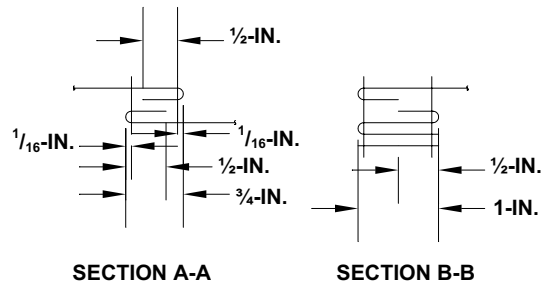 ½-IN.
1/16-IN.
1/16-IN.
½-IN.
¾-IN.
½-IN.
1-IN.
SECTION A-A
SECTION B-B